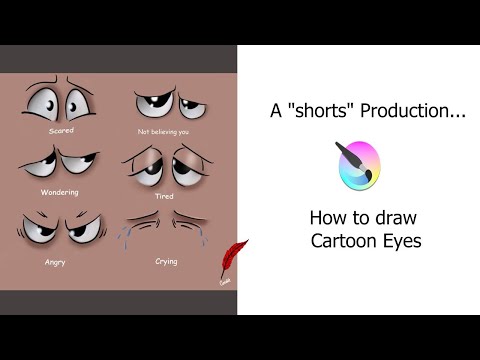 Scared
Not believing you
Wondering
Tired
Angry
Crying
A "shorts" Production...
How to draw
Cartoon Eyes